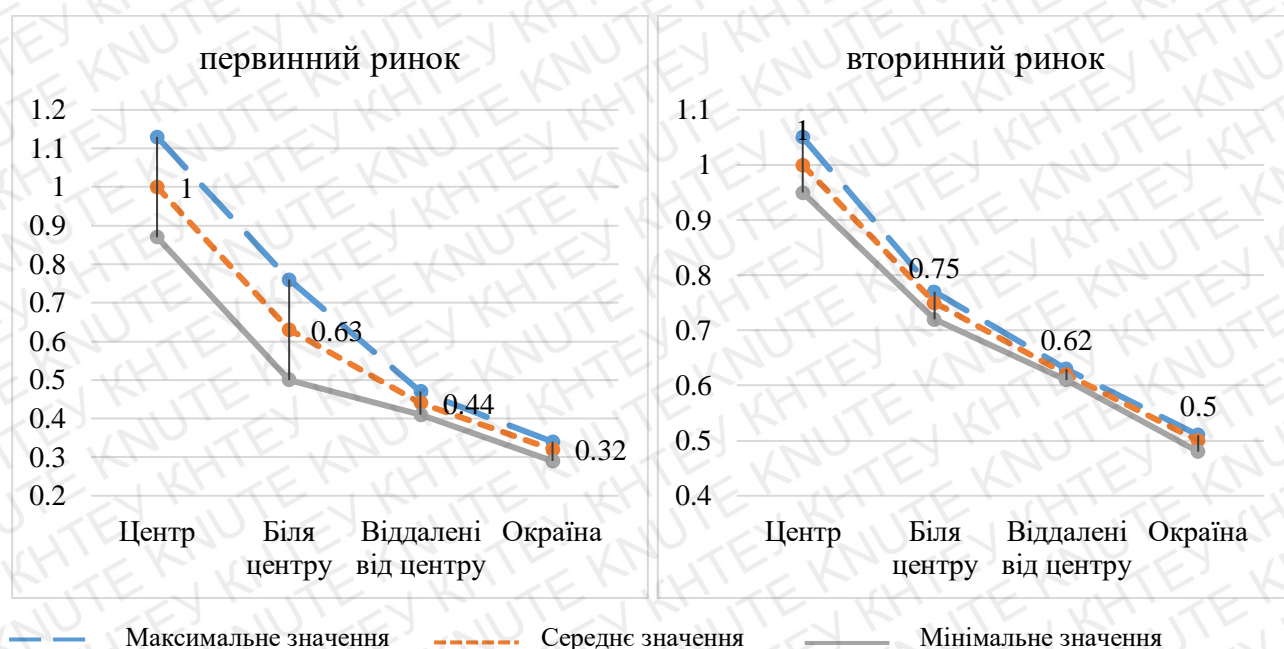 первинний ринок
1.2
1.1
1
0.9
0.8
0.7
0.6
0.5
0.4
0.3
0.2
1
0.63
0.44
0.32
Центр
Біля
центру
Віддалені
від центру
Окраїна
вторинний ринок
1.1
1
0.9
0.8
0.7
0.6
0.5
0.4
1
0.75
0.62
0.5
Центр
Біля
центру
Віддалені
від центру
Окраїна
Максимальне значення
Середнє значення
Мінімальне значення
KNUTE КНТЕУ